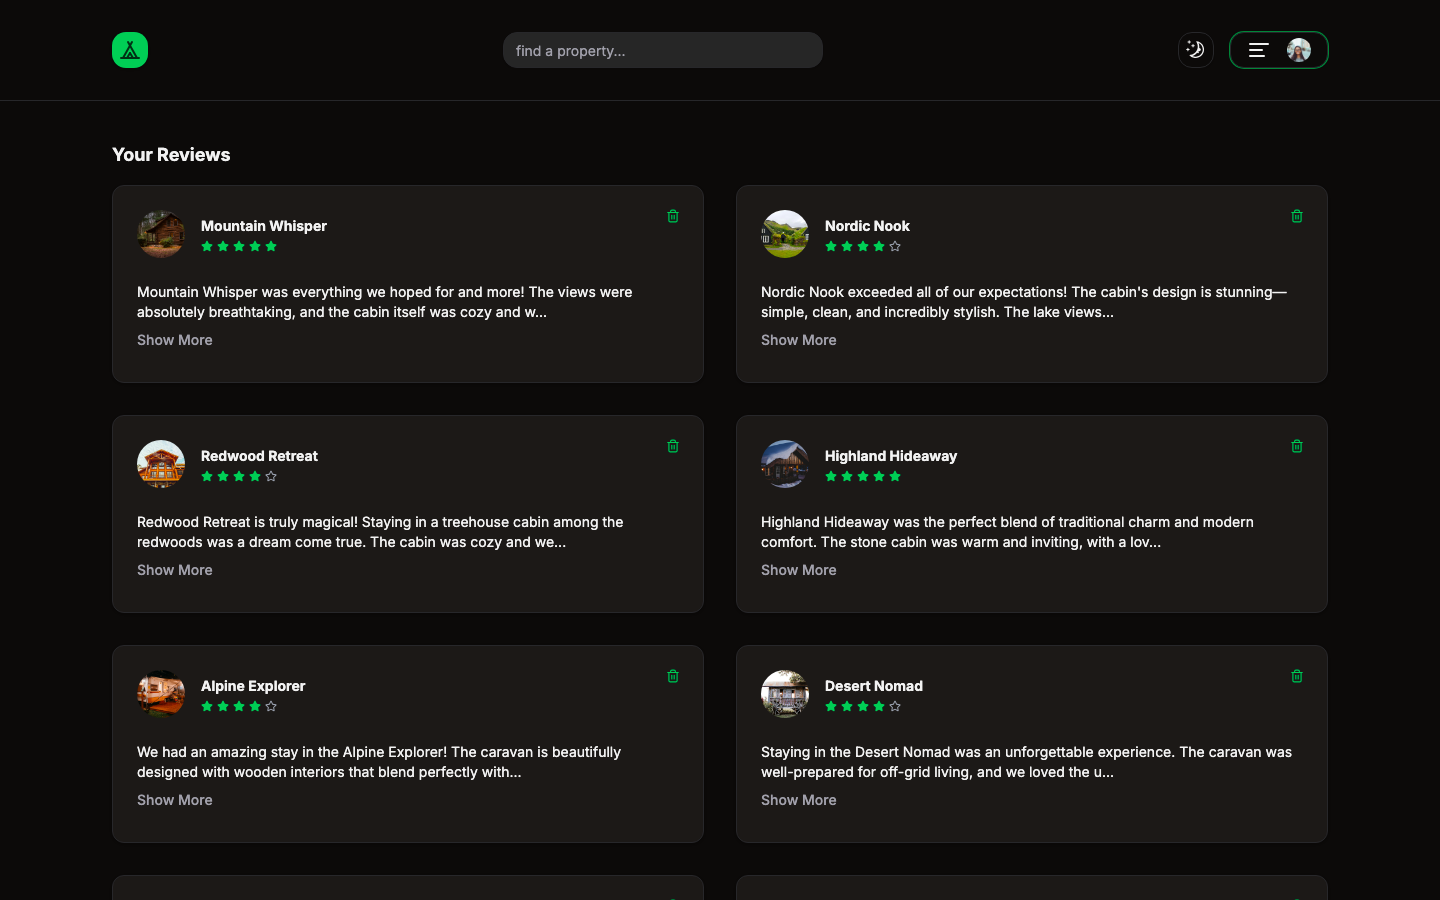 find a property...
Your Reviews
Mountain Whisper
Mountain Whisper was everything we hoped for and more! The views were
absolutely breathtaking, and the cabin itself was cozy and w...
Show More
Nordic Nook
Nordic Nook exceeded all of our expectations! The cabin's design is stunning—
simple, clean, and incredibly stylish. The lake views...
Show More
Redwood Retreat
Redwood Retreat is truly magical! Staying in a treehouse cabin among the
redwoods was a dream come true. The cabin was cozy and we...
Show More
Highland Hideaway
Highland Hideaway was the perfect blend of traditional charm and modern
comfort. The stone cabin was warm and inviting, with a lov...
Show More
Alpine Explorer
We had an amazing stay in the Alpine Explorer! The caravan is beautifully
designed with wooden interiors that blend perfectly with...
Show More
Desert Nomad
Staying in the Desert Nomad was an unforgettable experience. The caravan was
well-prepared for off-grid living, and we loved the u...
Show More